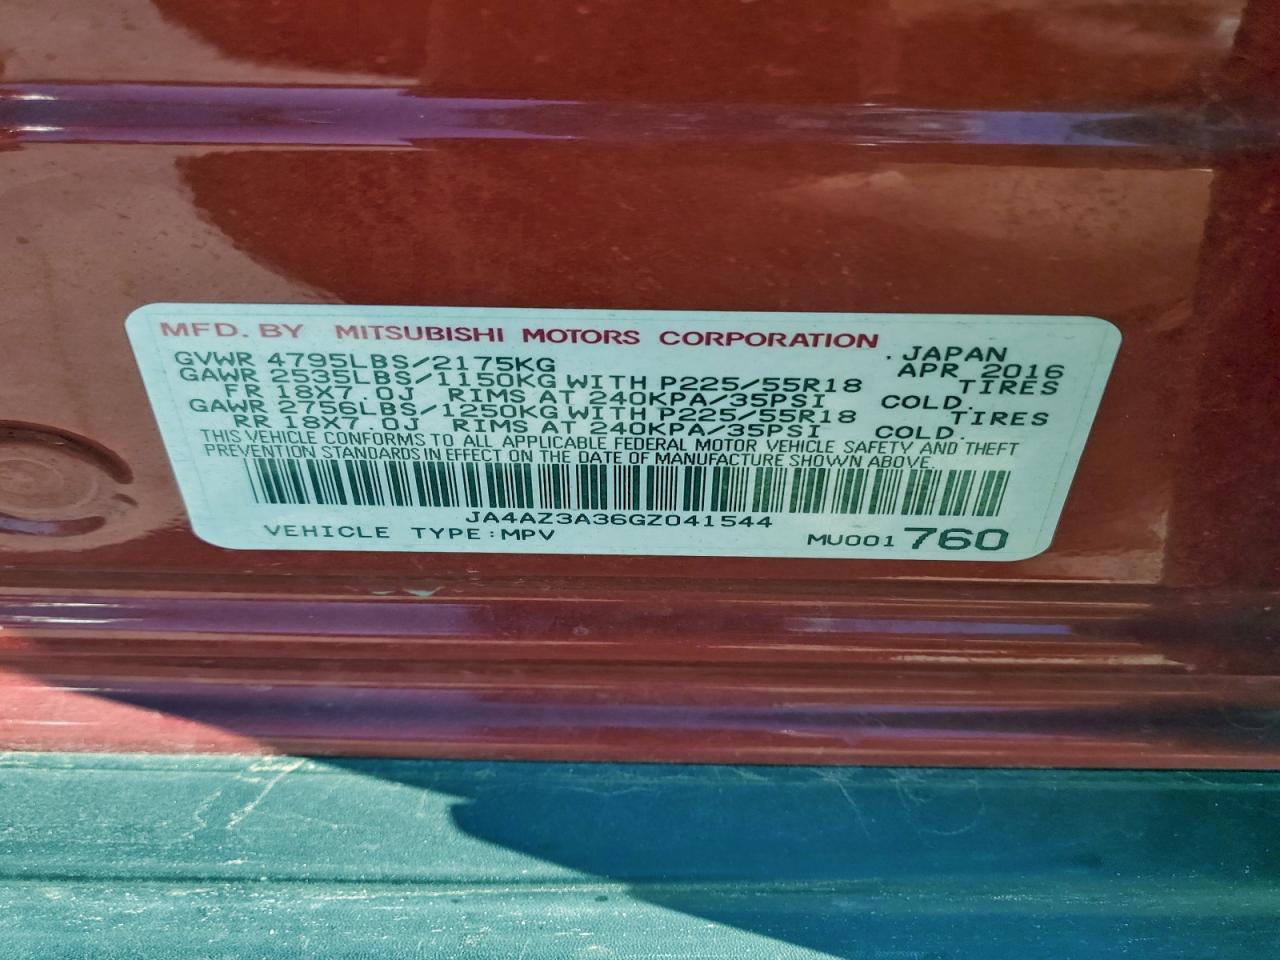 MFD. BY MITSUBISHI MOTORS CORPORATION . JAPAN
GVWR 4795LBS/2175KG APR 2016
GAWR 2535LBS/1150KG WITH P225/55R18 TIRES
FR 18X7.0J RIMS AT 240KPA/35PSI COLD.
GAWR 2756LBS/1250KG WITH P225/55R18 TIRES
RR 18X7.0J RIMS AT 240KPA/35PSI COLD.
THIS VEHICLE CONFORMS TO ALL APPLICABLE FEDERAL MOTOR VEHICLE SAFETY AND THEFT
PREVENTION STANDARDS IN EFFECT ON THE DATE OF MANUFACTURE SHOWN ABOVE.
JA4AZ3A36GZ041544
VEHICLE TYPE:MPV MU001 760